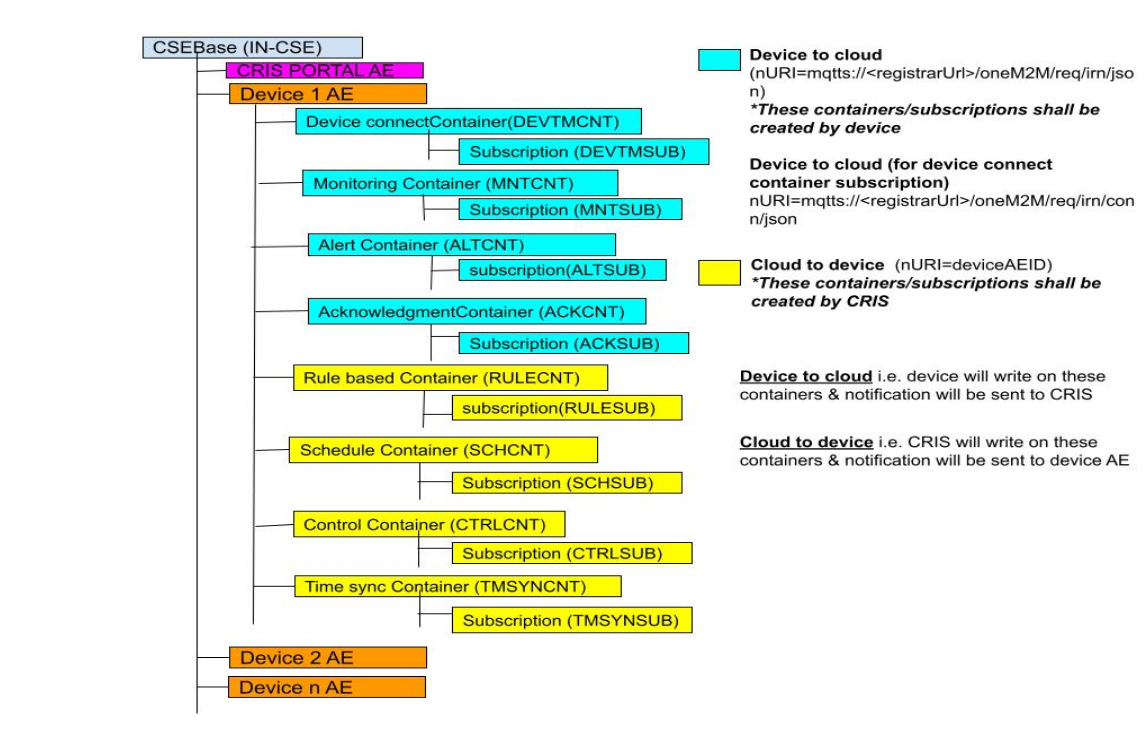 CSEBase (IN-CSE)
CRIS PORTAL AE
Device 1 AE
Device connectContainer(DEVTMCNT)
Subscription (DEVTMSUB)
Monitoring Container (MNTCNT)
Subscription (MNTSUB)
Alert Container (ALTCNT)
subscription(ALTSUB)
AcknowledgmentContainer (ACKCNT)
Subscription (ACKSUB)
Rule based Container (RULECNT)
subscription(RULESUB)
Schedule Container (SCHCNT)
Subscription (SCHSUB)
Control Container (CTRLCNT)
Subscription (CTRLSUB)
Time sync Container (TMSYNCNT)
Subscription (TMSYNSUB)
Device 2 AE
Device n AE
Device to cloud
(nURI=mqtts://<registrarUrl>/oneM2M/req/irn/jso
n)
*These containers/subscriptions shall be
created by device
Device to cloud (for device connect
container subscription)
nURI=mqtts://<registrarUrl>/oneM2M/req/irn/con
n/json
Cloud to device (nURI=deviceAEID)
*These containers/subscriptions shall be
created by CRIS
Device to cloud i.e. device will write on these
containers & notification will be sent to CRIS
Cloud to device i.e. CRIS will write on these
containers & notification will be sent to device AE